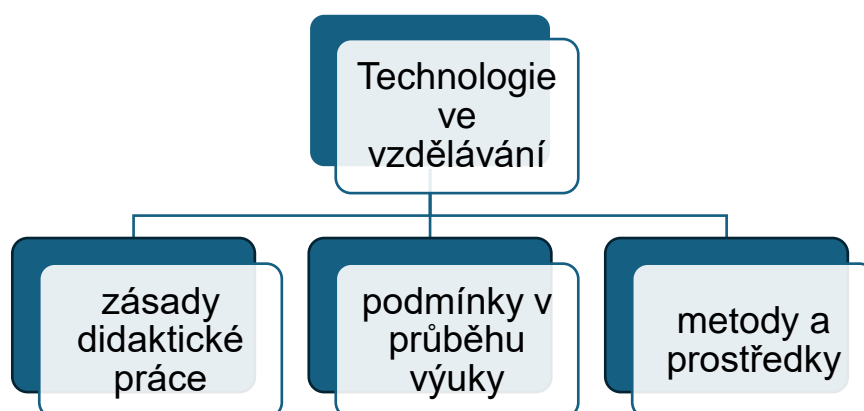 Technologie
ve
vzdělávání
zásady
didaktické
práce
podmínky v
průběhu
výuky
metody a
prostředky